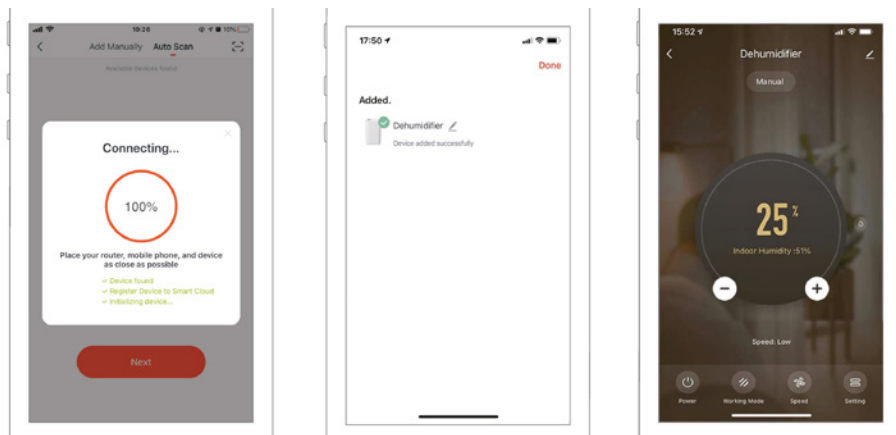 19:26
10%
Add Manually Auto Scan
Available devices found
Connecting...
100%
Place your router, mobile phone, and device
as close as possible
✓ Device found
✓ Register Device to Smart Cloud
✓ Initializing device...
Next
17:50
Done
Added.
Dehumidifier
Device added successfully
15:52
Dehumidifier
Manual
25%
Indoor Humidity :51%
Speed: Low
Power Working Mode Speed Setting